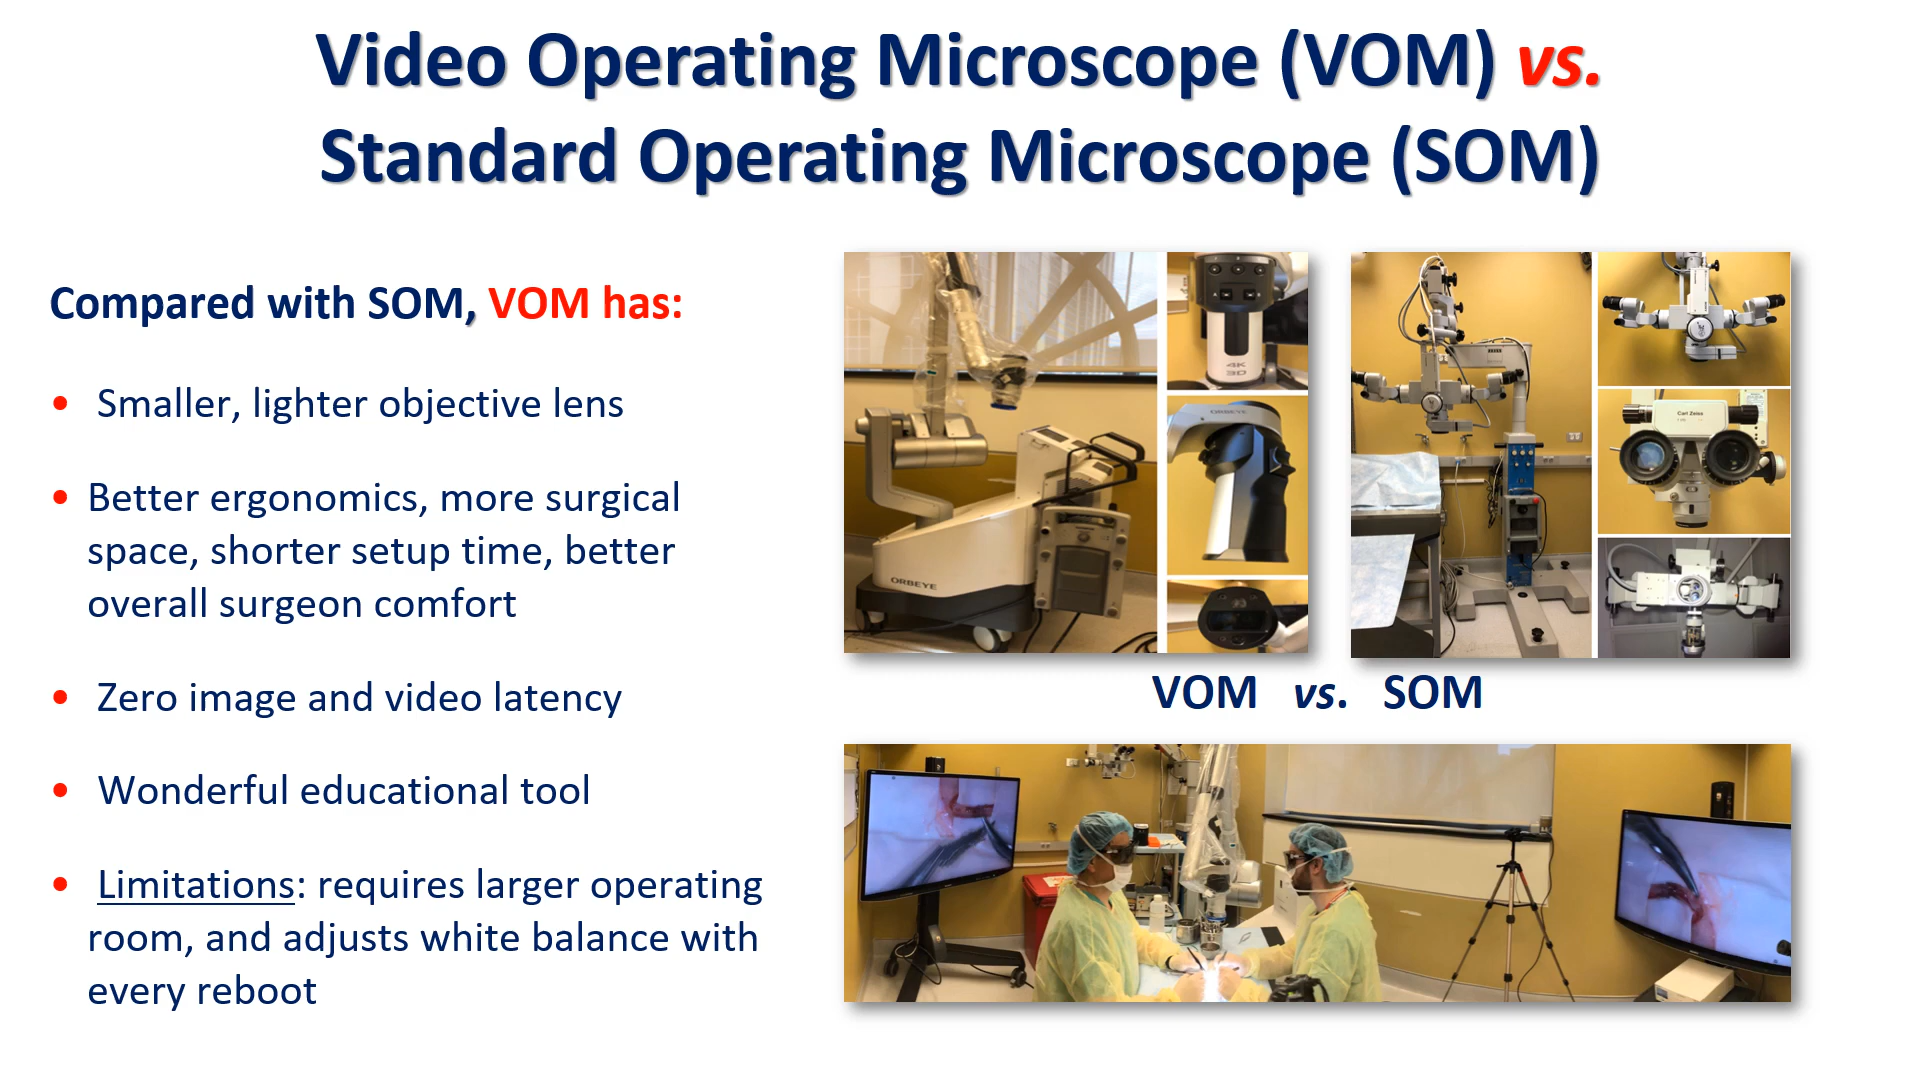 Video Operating Microscope (VOM) vs.
Standard Operating Microscope (SOM)
Compared with SOM, VOM has:
• Smaller, lighter objective lens
• Better ergonomics, more surgical
space, shorter setup time, better
overall surgeon comfort
• Zero image and video latency
• Wonderful educational tool
• Limitations: requires larger operating
room, and adjusts white balance with
every reboot
ORBEYE
4K
3D
ORBEYE
Carl Zeiss
VOM vs. SOM